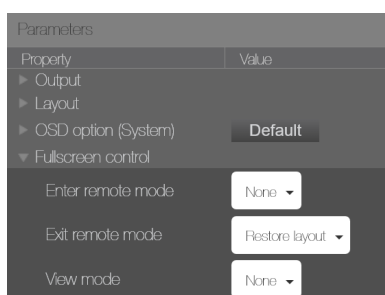 Parameters
Property Value
Output
Layout
OSD option (System) Default
Fullscreen control
Enter remote mode None
Exit remote mode Restore layout
View mode None